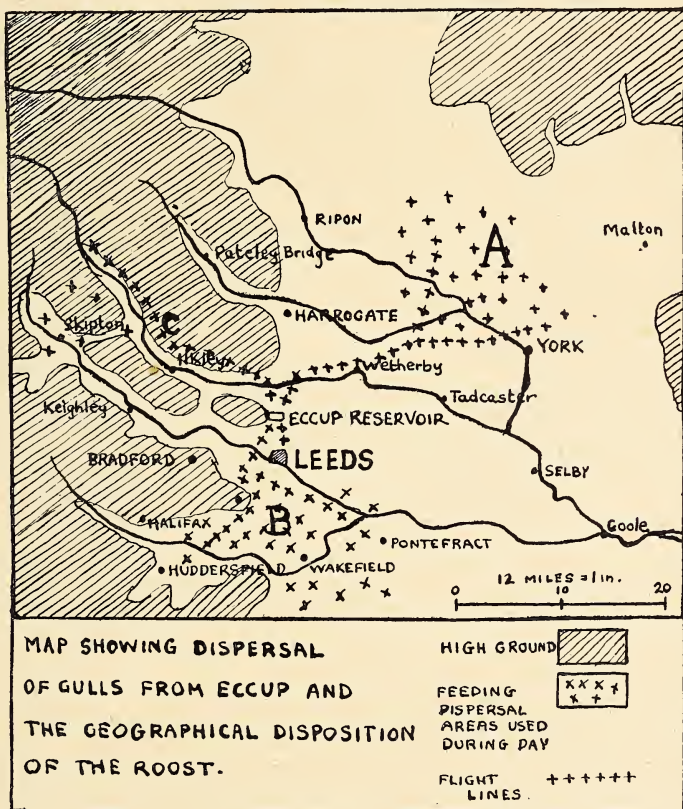 RIPON
A
Malton
Pateley Bridge
HARROGATE
C
YORK
Skipton
Ilkley
Wetherby
Tadcaster
Keighley
ECCUP RESERVOIR
BRADFORD
LEEDS
SELBY
B
HALIFAX
Goole
PONTEFRACT
HUDDERSFIELD
WAKEFIELD
12 MILES = 1 in.
0 10 20
MAP SHOWING DISPERSAL
OF GULLS FROM ECCUP AND
THE GEOGRAPHICAL DISPOSITION
OF THE ROOST.
HIGH GROUND
FEEDING
DISPERSAL
AREAS USED
DURING DAY
FLIGHT
LINES.